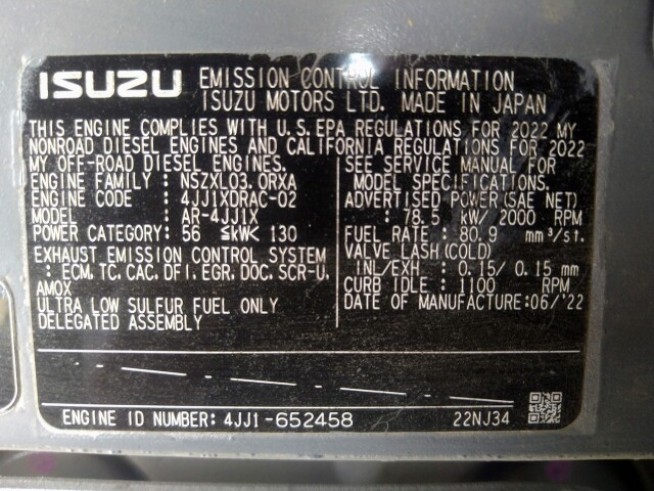 ISUZU EMISSION CONTROL INFORMATION
ISUZU MOTORS LTD. MADE IN JAPAN
THIS ENGINE COMPLIES WITH U.S.EPA REGULATIONS FOR 2022 MY
NONROAD DIESEL ENGINES AND CALIFORNIA REGULATIONS FOR 2022
MY OFF-ROAD DIESEL ENGINES.
ENGINE FAMILY : NSZXL03.0RXA
ENGINE CODE : 4JJ1XDRAC-02
MODEL : AR-4JJ1X
POWER CATEGORY: 56 ≤kW< 130
EXHAUST EMISSION CONTROL SYSTEM
: ECM, TC, CAC, DFI, EGR, DOC, SCR-U,
AMOX
ULTRA LOW SULFUR FUEL ONLY
DELEGATED ASSEMBLY
SEE SERVICE MANUAL FOR
MODEL SPECIFICATIONS.
ADVERTISED POWER(SAE NET)
: 78.5 kW/ 2000 RPM
FUEL RATE : 80.9 mm³/st.
VALVE LASH(COLD)
INL/EXH : 0.15/ 0.15 mm
CURB IDLE : 1100 RPM
DATE OF MANUFACTURE:06/'22
ENGINE ID NUMBER: 4JJ1-652458
22NJ34